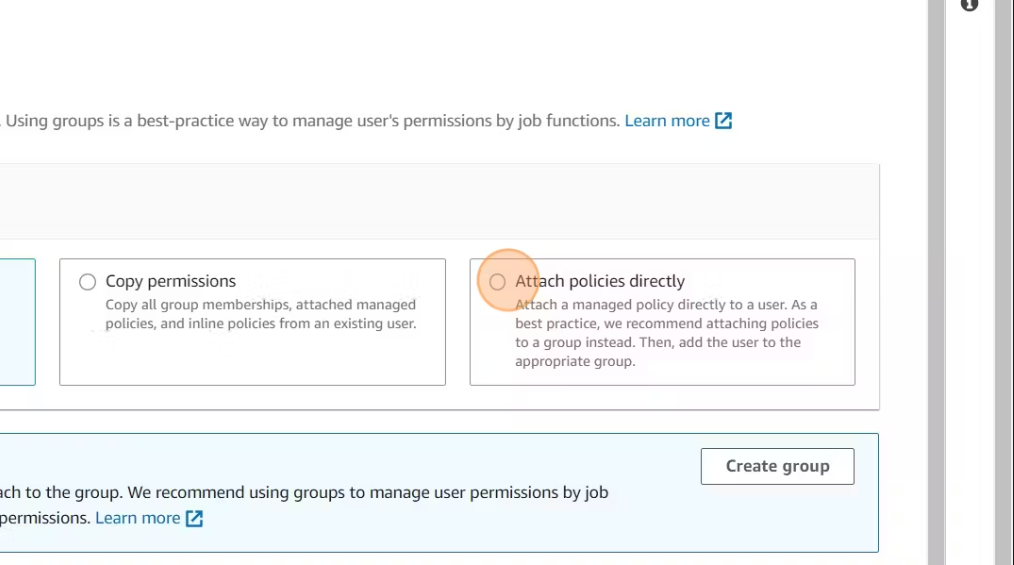 . Using groups is a best-practice way to manage user's permissions by job functions. Learn more
Copy permissions
Copy all group memberships, attached managed
policies, and inline policies from an existing user.
Attach policies directly
Attach a managed policy directly to a user. As a
best practice, we recommend attaching policies
to a group instead. Then, add the user to the
appropriate group.
Create group
ach to the group. We recommend using groups to manage user permissions by job
permissions. Learn more